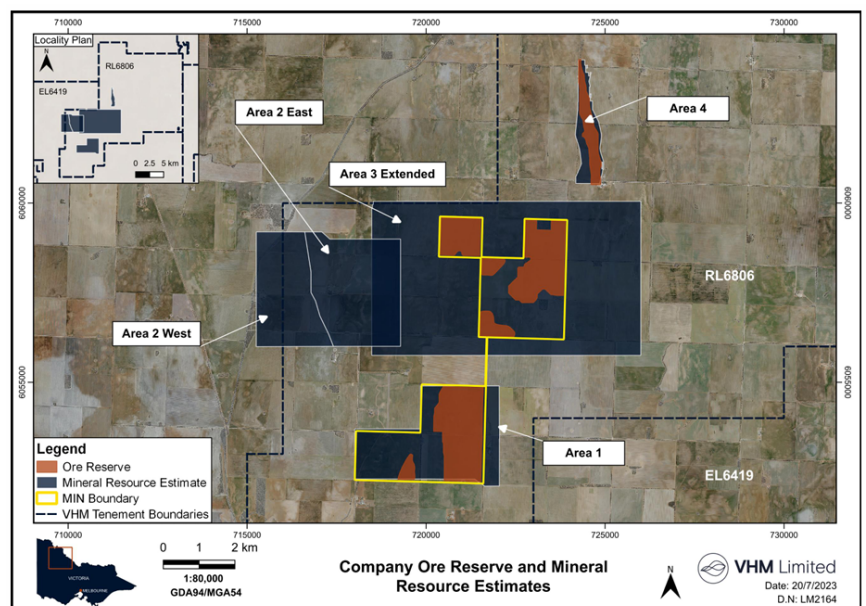 710000 715000 720000 725000 730000
Locality Plan
N
RL6806
EL6419
0 2.5 5 km
Area 2 East
Area 3 Extended
Area 4
6060000
6060000
RL6806
Area 2 West
6055000
6055000
Area 1
EL6419
Legend
Ore Reserve
Mineral Resource Estimate
MIN Boundary
VHM Tenement Boundaries
710000 715000 720000 725000 730000
VICTORIA
MELBOURNE
0 1 2 km
1:80,000
GDA94/MGA54
Company Ore Reserve and Mineral
Resource Estimates
N
VHM Limited
Date: 20/7/2023
D.N: LM2164